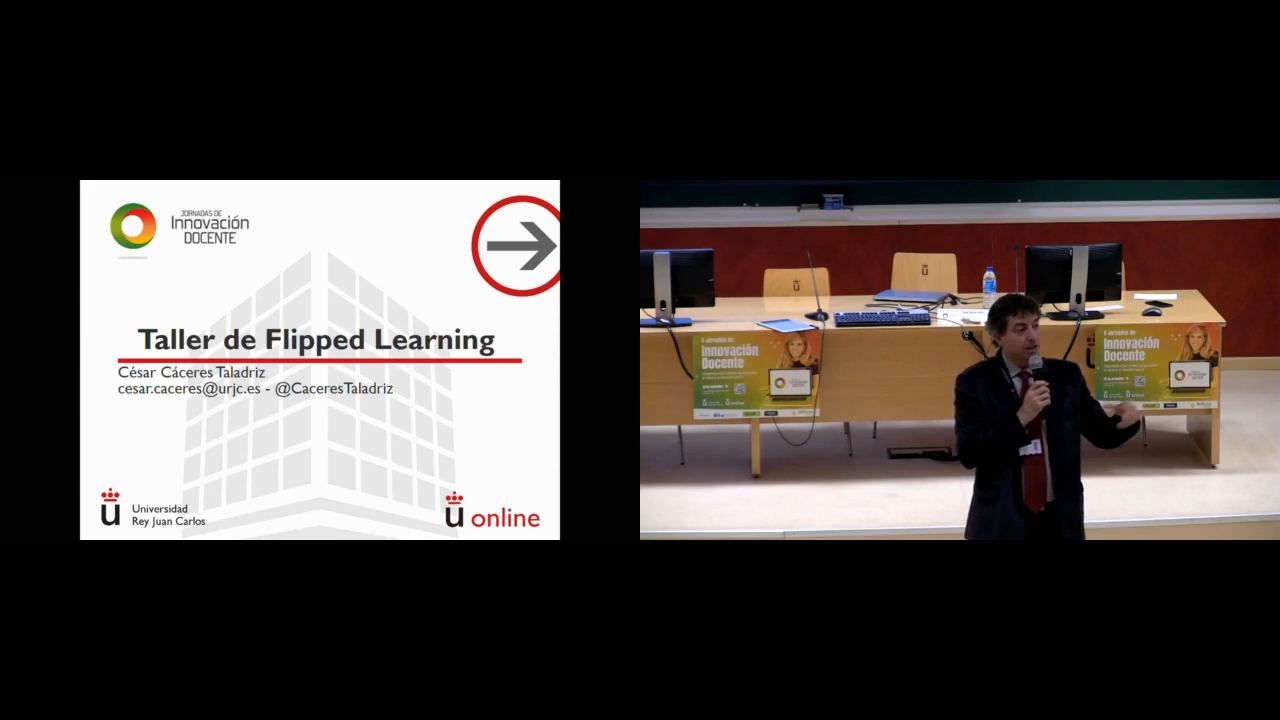 JORNADAS DE
Innovación
DOCENTE
Taller de Flipped Learning
César Cáceres Taladriz
cesar.caceres@urjc.es - @CaceresTaladriz
Universidad
Rey Juan Carlos
online
Innovación
Docente
Innovación
Docente